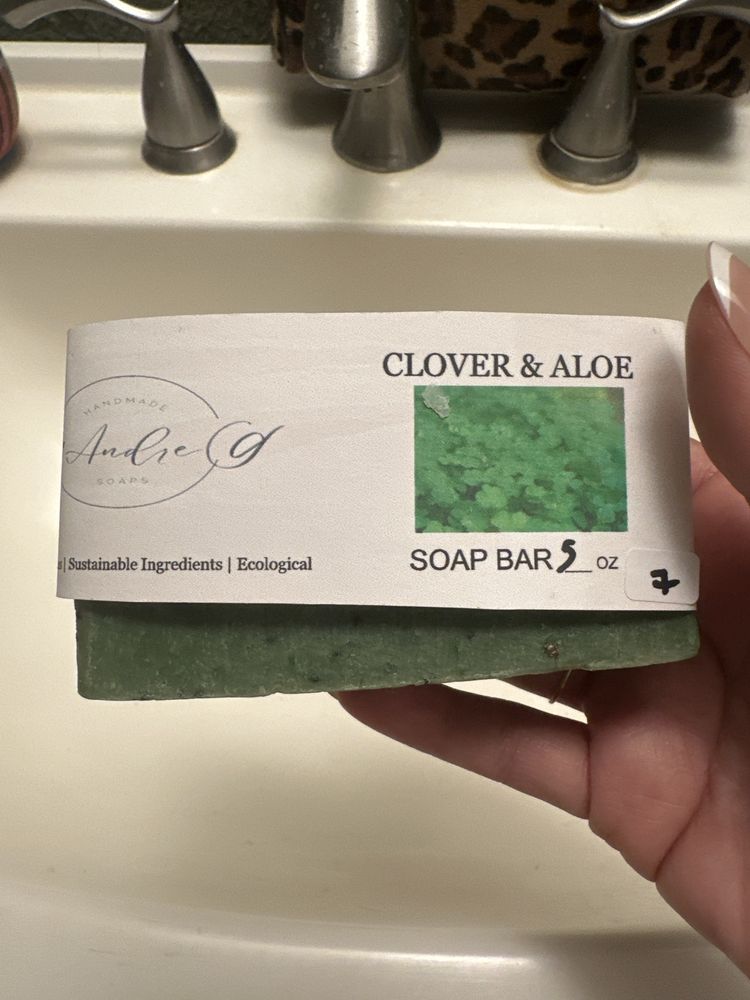 CLOVER & ALOE
HANDMADE
Andre G
SOAPS
| Sustainable Ingredients | Ecological
SOAP BAR 5 oz
7